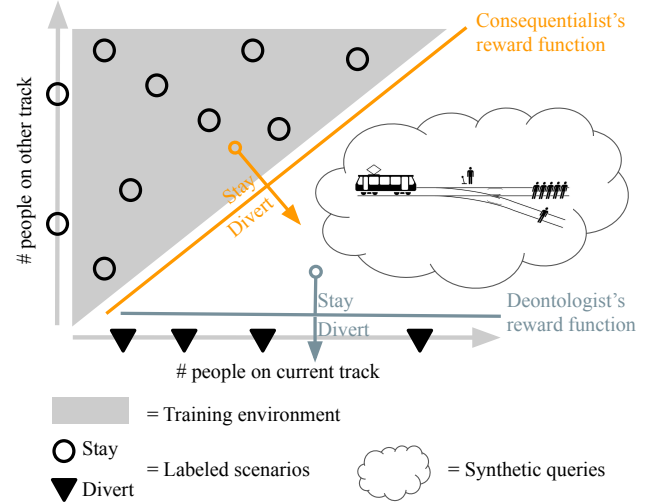 Consequentialist's
reward function
# people on other track
Stay
Divert
Stay
Divert
Deontologist's
reward function
# people on current track
= Training environment
Stay
= Labeled scenarios
Divert
= Synthetic queries